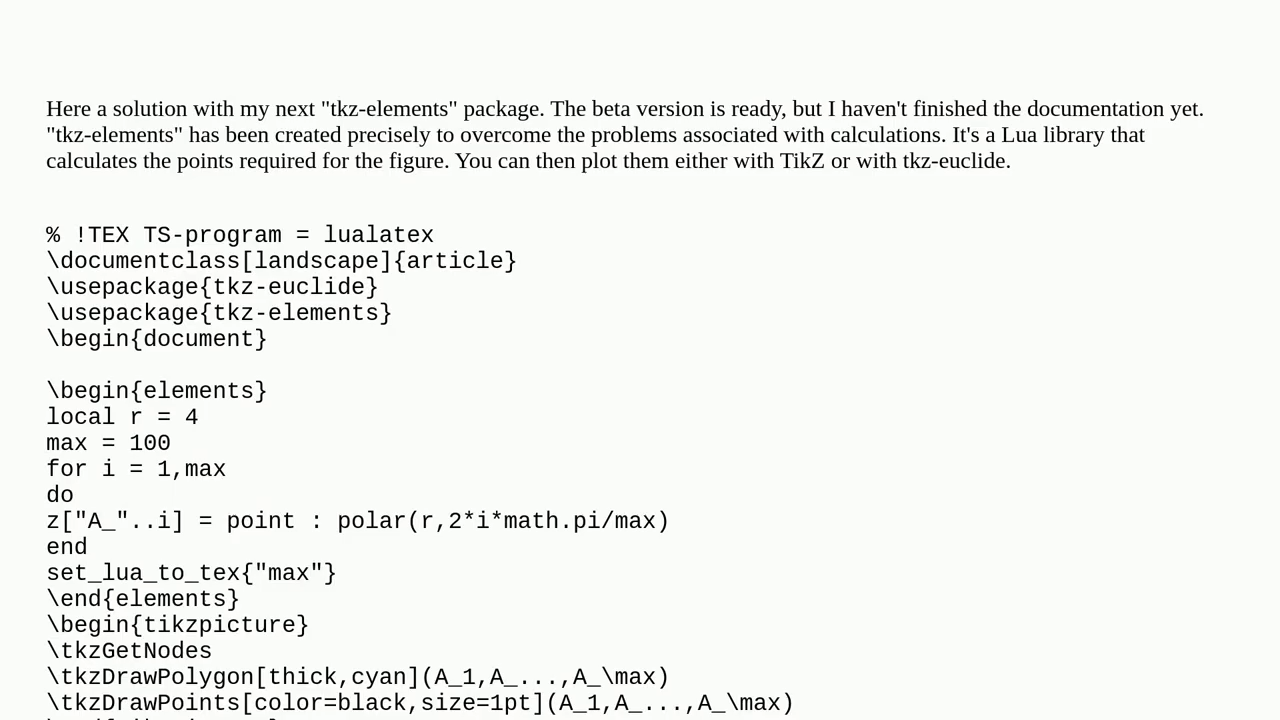 Here a solution with my next "tkz-elements" package. The beta version is ready, but I haven't finished the documentation yet.
"tkz-elements" has been created precisely to overcome the problems associated with calculations. It's a Lua library that
calculates the points required for the figure. You can then plot them either with TikZ or with tkz-euclide.
% !TEX TS-program = lualatex
\documentclass[landscape]{article}
\usepackage{tkz-euclide}
\usepackage{tkz-elements}
\begin{document}
\begin{elements}
local r = 4
max = 100
for i = 1,max
do
z["A_"..i] = point : polar(r,2*i*math.pi/max)
end
set_lua_to_tex{"max"}
\end{elements}
\begin{tikzpicture}
\tkzGetNodes
\tkzDrawPolygon[thick,cyan](A_1,A_...,A_\max)
\tkzDrawPoints[color=black,size=1pt](A_1,A_...,A_\max)